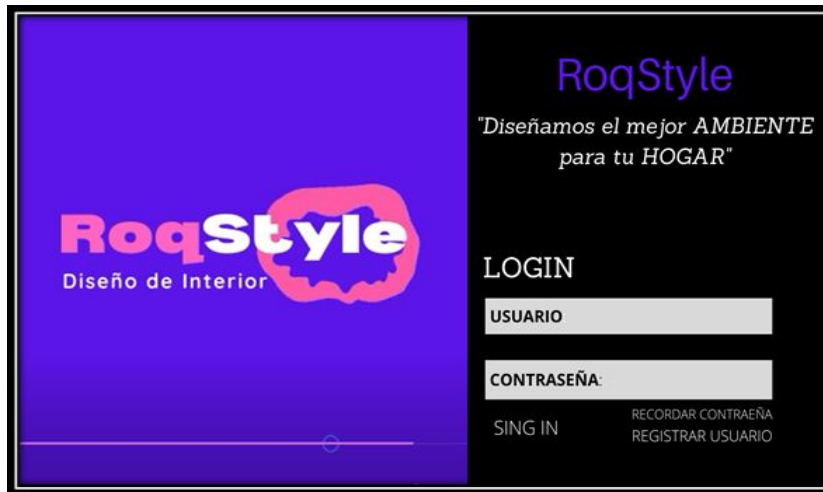 RoqStyle
Diseño de Interior
RoqStyle
"Diseñamos el mejor AMBIENTE
para tu HOGAR"
LOGIN
USUARIO
CONTRASEÑA:
SING IN
RECORDAR CONTRAEÑA
REGISTRAR USUARIO